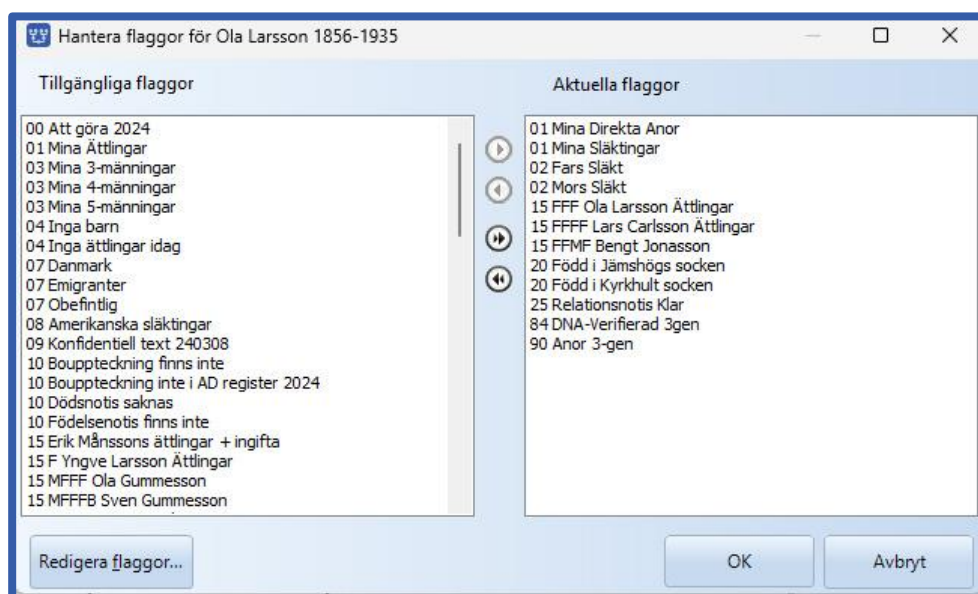 Hantera flaggor för Ola Larsson 1856-1935
Tillgängliga flaggor
00 Att göra 2024
01 Mina Ättlingar
03 Mina 3-männingar
03 Mina 4-männingar
03 Mina 5-männingar
04 Inga barn
04 Inga ättlingar idag
07 Danmark
07 Emigranter
07 Obefintlig
08 Amerikanska släktingar
09 Konfidentiell text 240308
10 Bouppteckning finns inte
10 Bouppteckning inte i AD register 2024
10 Dödsnotis saknas
10 Födelsenotis finns inte
15 Erik Månssons ättlingar + ingifta
15 F Yngve Larsson Ättlingar
15 MFFF Ola Gummesson
15 MFFFB Sven Gummesson
Aktuella flaggor
01 Mina Direkta Anor
01 Mina Släktingar
02 Fars Släkt
02 Mors Släkt
15 FFF Ola Larsson Ättlingar
15 FFFF Lars Carlsson Ättlingar
15 FFMF Bengt Jonasson
20 Född i Jämshögs socken
20 Född i Kyrkhult socken
25 Relationsnotis Klar
84 DNA-Verifierad 3gen
90 Anor 3-gen
Redigera flaggor...
OK
Avbryt